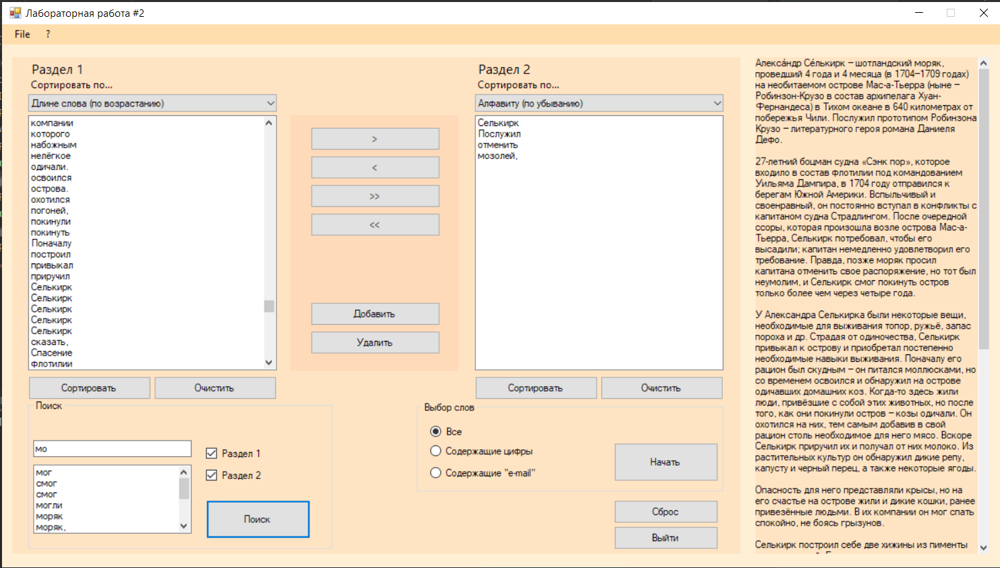 Лабораторная работа #2
File ?
Раздел 1
Сортировать по...
Длине слова (по возрастанию)
компании
которого
набожным
нелёгкое
одичали.
освоился
острова.
охотился
погоней,
покинули
покинуть
Поначалу
построил
привыкал
приручил
Селькирк
Селькирк
Селькирк
Селькирк
Селькирк
сказать,
Спасение
флотилии
Сортировать
Очистить
>
<
>>
<<
Добавить
Удалить
Раздел 2
Сортировать по...
Алфавиту (по убыванию)
Селькирк
Послужил
отменить
мозолей,
Сортировать
Очистить
Поиск
мо
мог
смог
смог
могли
моряк
моряк,
Раздел 1
Раздел 2
Поиск
Выбор слов
Все
Содержащие цифры
Содержащие "e-mail"
Начать
Сброс
Выйти
Алекса́ндр Се́лькирк – шотландский моряк,
проведший 4 года и 4 месяца (в 1704–1709 годах)
на необитаемом острове Мас-а-Тьерра (ныне –
Робинзон-Крузо в состав архипелага Хуан-
Фернандеса) в Тихом океане в 640 километрах от
побережья Чили. Послужил прототипом Робинзона
Крузо – литературного героя романа Даниеля
Дефо.
27-летний боцман судна «Сэнк пор», которое
входило в состав флотилии под командованием
Уильяма Дампира, в 1704 году отправился к
берегам Южной Америки. Вспыльчивый и
своенравный, он постоянно вступал в конфликты с
капитаном судна Страдлингом. После очередной
ссоры, которая произошла возле острова Мас-а-
Тьерра, Селькирк потребовал, чтобы его
высадили; капитан немедленно удовлетворил его
требование. Правда, позже моряк просил
капитана отменить свое распоряжение, но тот был
неумолим, и Селькирк смог покинуть остров
только более чем через четыре года.
У Александра Селькирка были некоторые вещи,
необходимые для выживания топор, ружьё, запас
пороха и др. Страдая от одиночества, Селькирк
привыкал к острову и приобретал постепенно
необходимые навыки выживания. Поначалу его
рацион был скудным – он питался моллюсками, но
со временем освоился и обнаружил на острове
одичавших домашних коз. Когда-то здесь жили
люди, привёзшие с собой этих животных, но после
того, как они покинули остров – козы одичали. Он
охотился на них, тем самым добавив в свой
рацион столь необходимое для него мясо. Вскоре
Селькирк приручил их и получал от них молоко. Из
растительных культур он обнаружил дикие репу,
капусту и черный перец, а также некоторые ягоды.
Опасность для него представляли крысы, но на
его счастье на острове жили и дикие кошки, ранее
привезённые людьми. В их компании он мог спать
спокойно, не боясь грызунов.
Селькирк построил себе две хижины из пименты